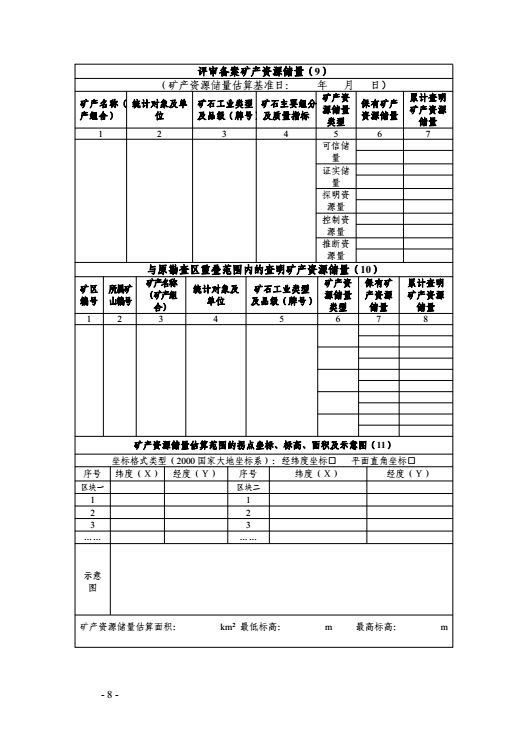 评审备案矿产资源储量（9）
（矿产资源储量估算基准日： 年 月 日）
矿产名称（ 统计对象及单 矿石工业类型 矿石主要组分 矿产资 保有矿产 累计查明
产组合） 位 及品级（牌号 及质量指标 源储量 资源储量 矿产资源
类型 储量
1 2 3 4 5 6 7
可信储
量
证实储
量
探明资
源量
控制资
源量
推断资
源量
与原勘查区重叠范围内的查明矿产资源储量（10）
矿区 所属矿 矿产名称 统计对象及 矿石工业类型 矿产资 保有矿 累计查明
编号 山编号 （矿产组 单位 及品级（牌号） 源储量 产资源 矿产资源
合） 类型 储量 储量
1 2 3 4 5 6 7 8
矿产资源储量估算范围的拐点坐标、标高、面积及示意图（11）
坐标格式类型（2000 国家大地坐标系）：经纬度坐标□ 平面直角坐标□
序号 纬度（X） 经度（Y） 序号 纬度（X） 经度（Y）
区块一 区块二
1 1
2 2
3 3
…… ……
示意
图
矿产资源储量估算面积： km² 最低标高： m 最高标高： m
- 8 -